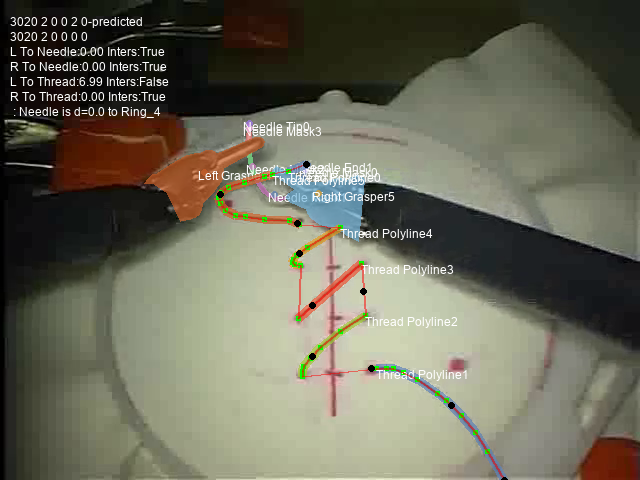 3020 2 0 0 2 0-predicted
3020 2 0 0 0 0
L To Needle:0.00 Inters:True
R To Needle:0.00 Inters:True
L To Thread:6.99 Inters:False
R To Thread:0.00 Inters:True
: Needle is d=0.0 to Ring_4
Needle Tip0
Needle Mask3
Needle End1
Left Grasper
Needle
Right Grasper5
Thread Polyline4
Thread Polyline3
Thread Polyline2
Thread Polyline1